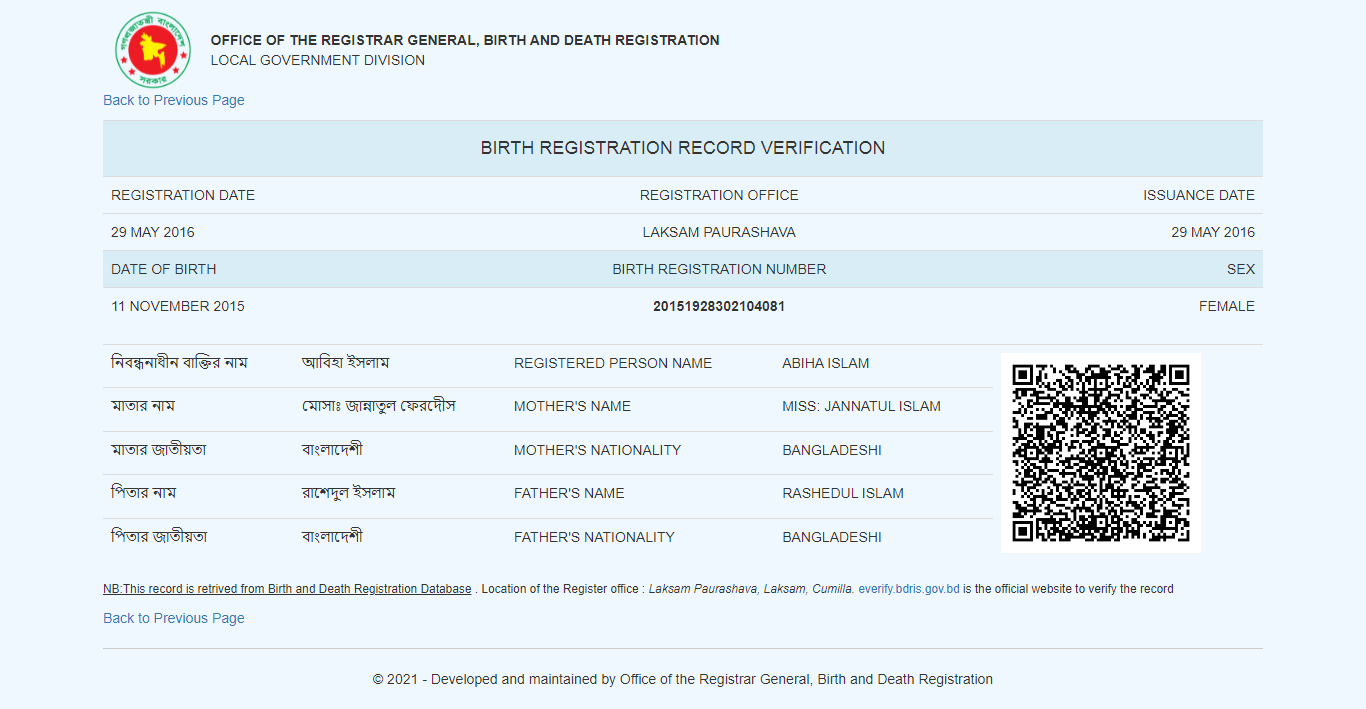 গণপ্রজাতন্ত্রী বাংলাদেশ
সরকার
OFFICE OF THE REGISTRAR GENERAL, BIRTH AND DEATH REGISTRATION
LOCAL GOVERNMENT DIVISION
Back to Previous Page
BIRTH REGISTRATION RECORD VERIFICATION
REGISTRATION DATE REGISTRATION OFFICE ISSUANCE DATE
29 MAY 2016 LAKSAM PAURASHAVA 29 MAY 2016
DATE OF BIRTH BIRTH REGISTRATION NUMBER SEX
11 NOVEMBER 2015 20151928302104081 FEMALE
নিবন্ধনাধীন ব্যক্তির নাম আবিহা ইসলাম REGISTERED PERSON NAME ABIHA ISLAM
মাতার নাম মোসাঃ জান্নাতুল ফেরদৌস MOTHER'S NAME MISS: JANNATUL ISLAM
মাতার জাতীয়তা বাংলাদেশী MOTHER'S NATIONALITY BANGLADESHI
পিতার নাম রাশেদুল ইসলাম FATHER'S NAME RASHEDUL ISLAM
পিতার জাতীয়তা বাংলাদেশী FATHER'S NATIONALITY BANGLADESHI
NB:This record is retrived from Birth and Death Registration Database . Location of the Register office : Laksam Paurashava, Laksam, Cumilla. everify.bdris.gov.bd is the official website to verify the record
Back to Previous Page
© 2021 - Developed and maintained by Office of the Registrar General, Birth and Death Registration